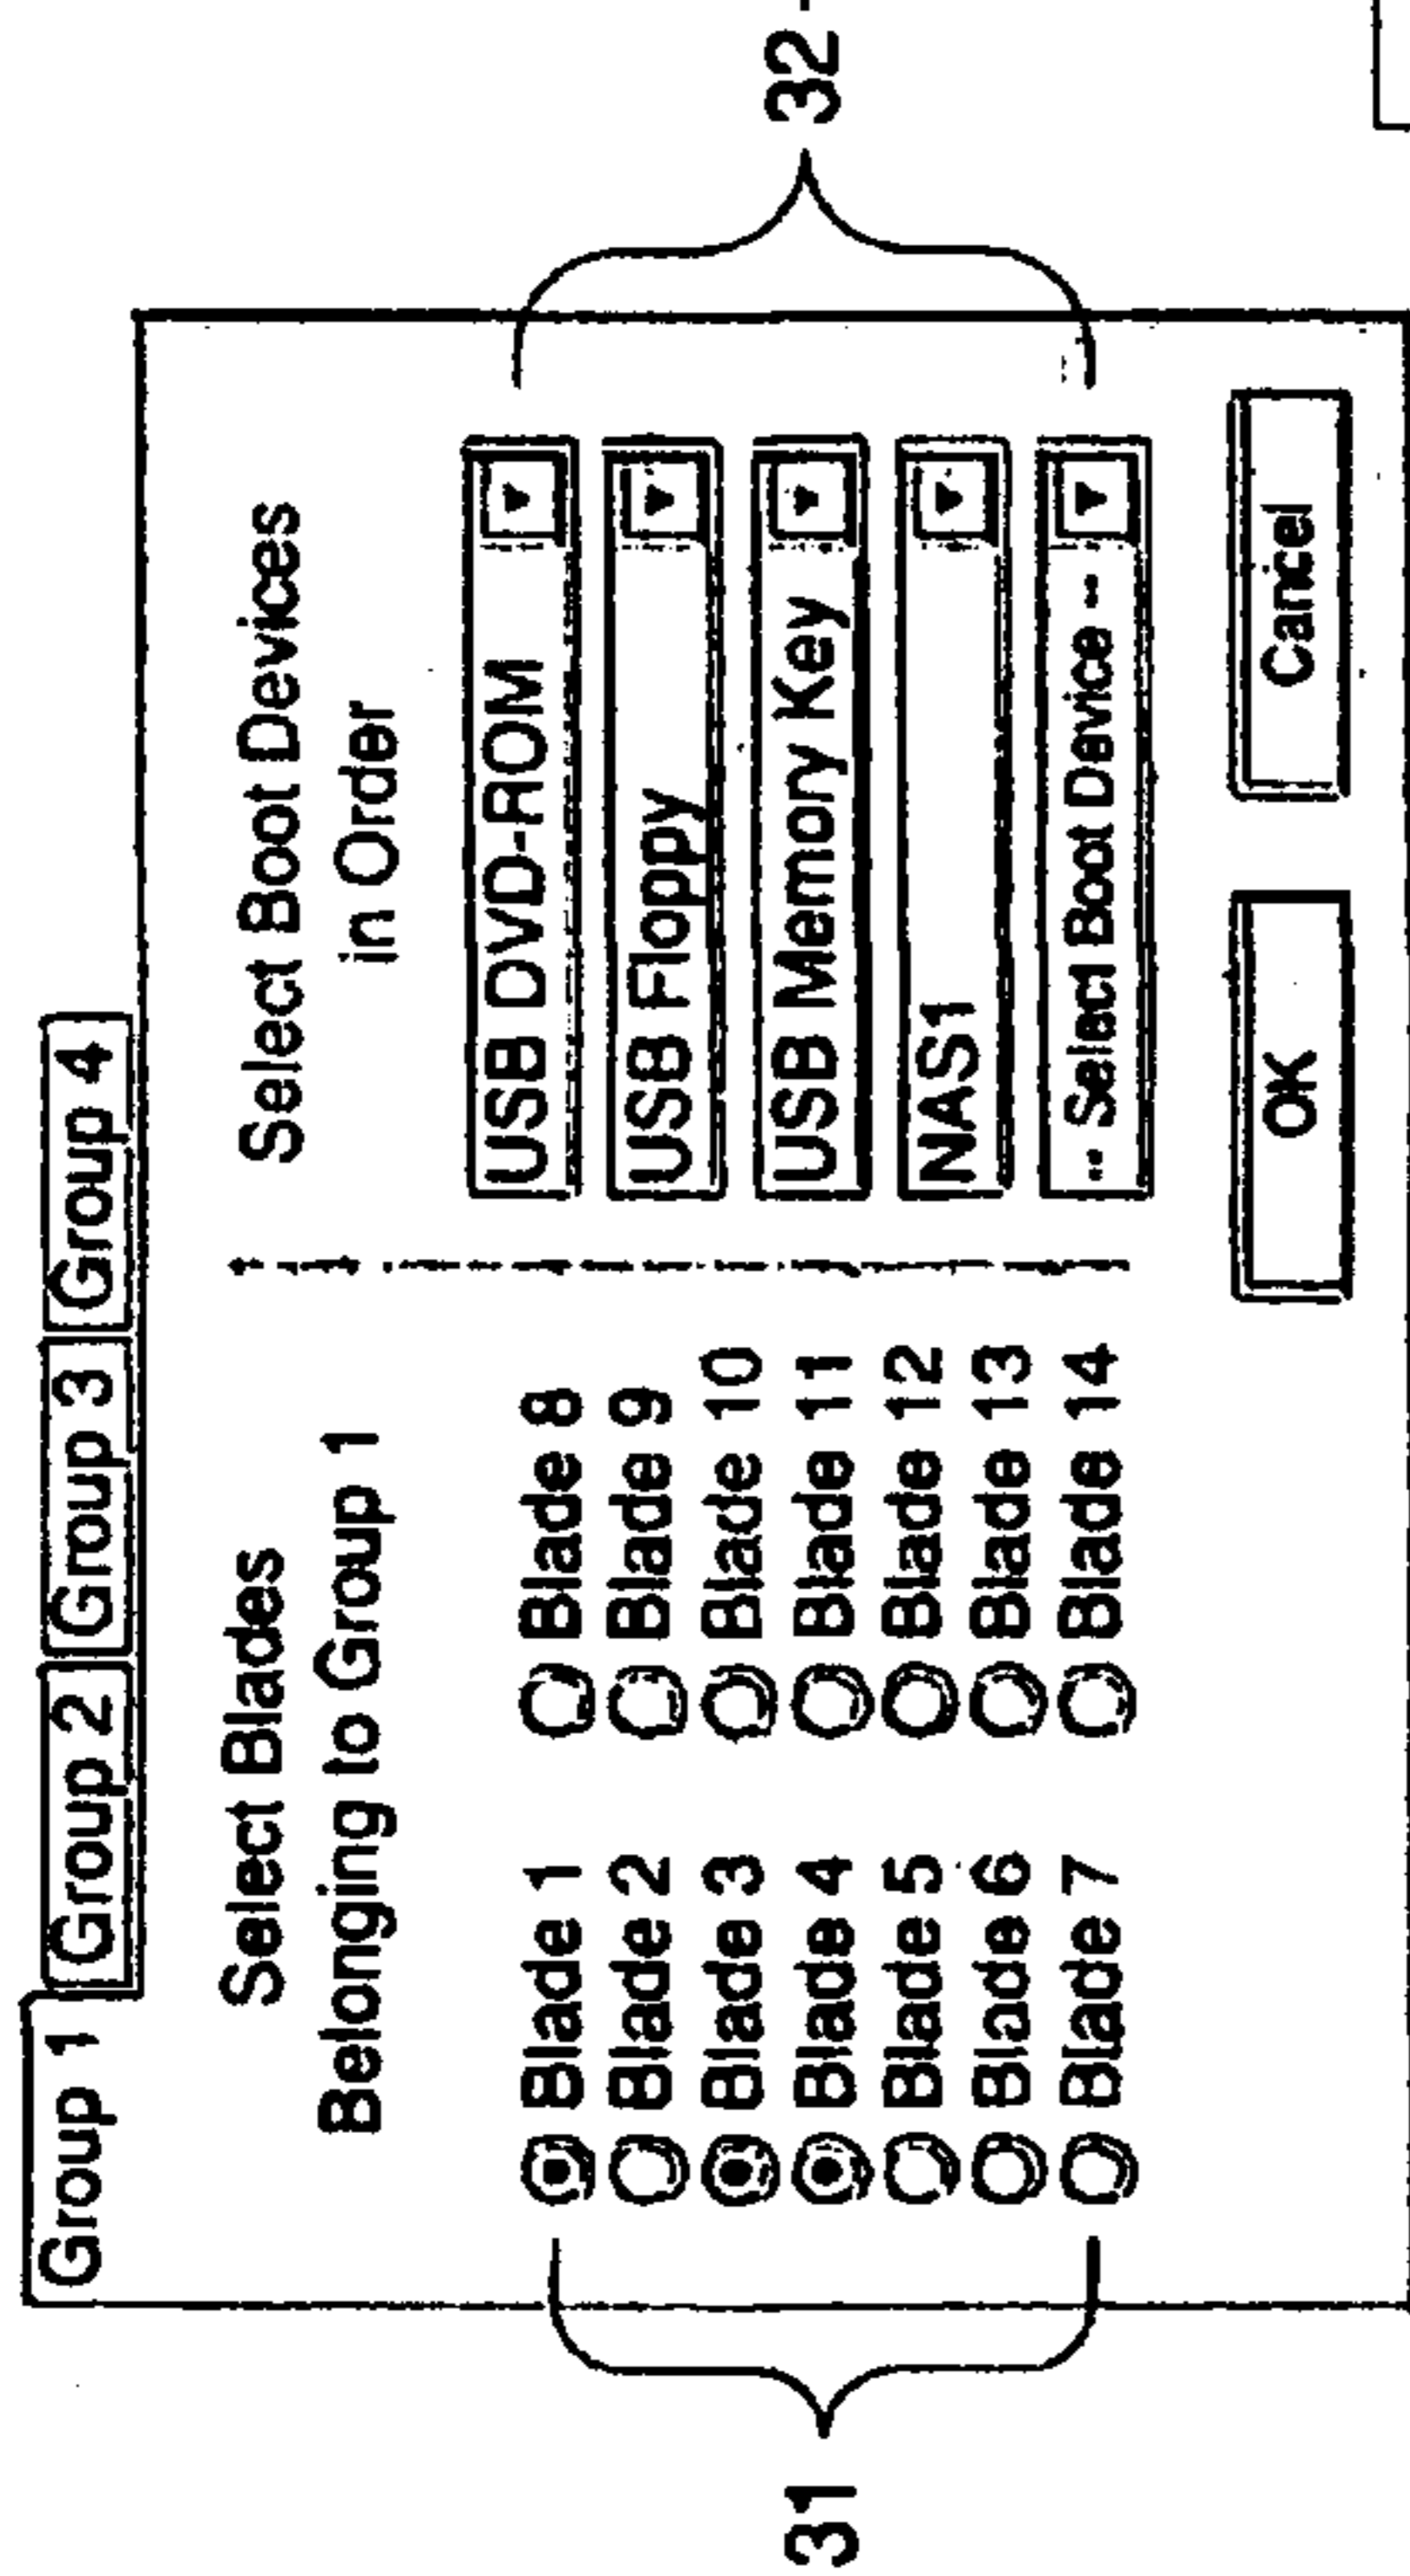 Group 1 Group 2 Group 3 Group 4
Select Blades
Belonging to Group 1
Blade 1 Blade 8
Blade 2 Blade 9
Blade 3 Blade 10
Blade 4 Blade 11
Blade 5 Blade 12
Blade 6 Blade 13
Blade 7 Blade 14
31
Select Boot Devices
in Order
USB DVD-ROM
USB Floppy
USB Memory Key
NAS1
-- Select Boot Device --
32
OK Cancel